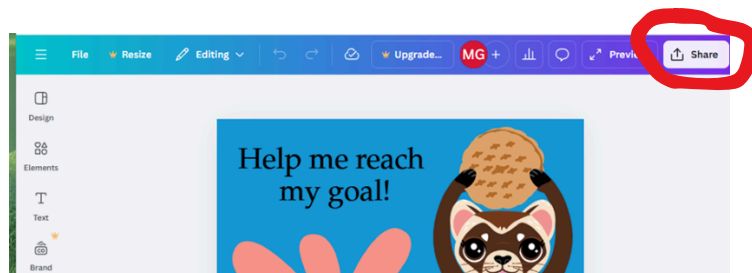 File Resize Editing Upgrade... MG + Share
Design
Elements
Text
Brand
Help me reach
my goal!